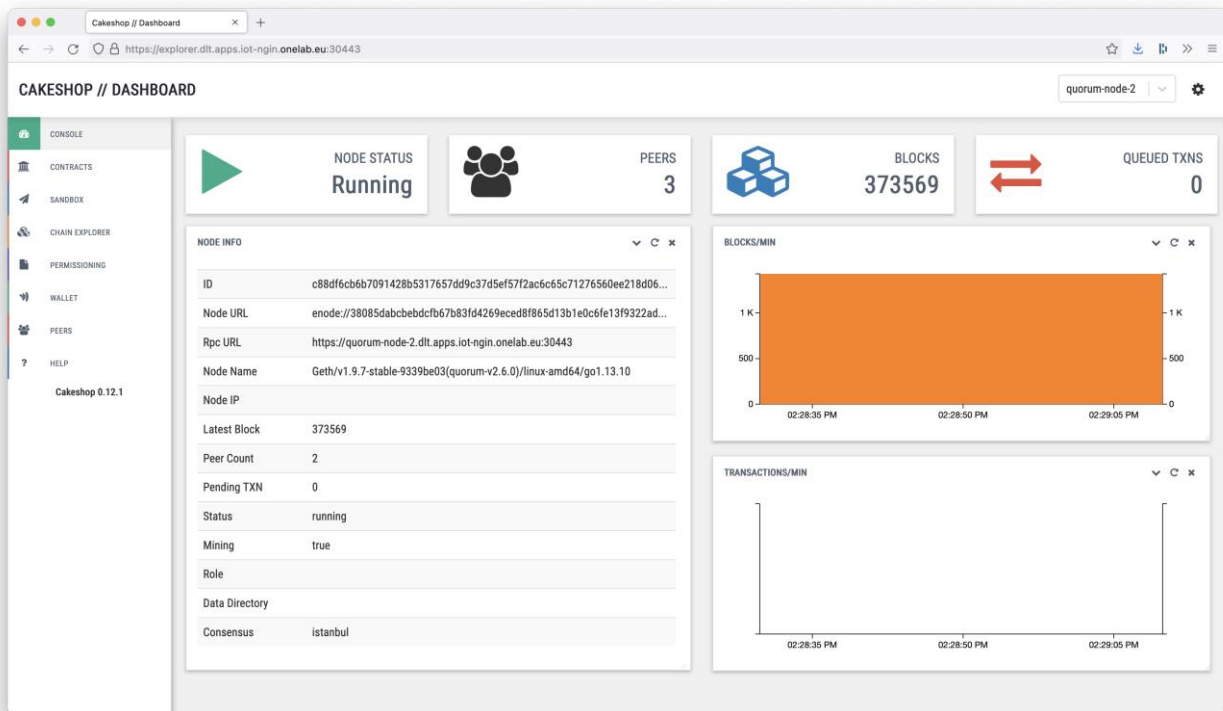 Cakeshop // Dashboard
https://explorer.dlt.apps.iot-ngin.onelab.eu:30443
CAKESHOP // DASHBOARD
quorum-node-2
CONSOLE
CONTRACTS
SANDBOX
CHAIN EXPLORER
PERMISSIONING
WALLET
PEERS
? HELP
Cakeshop 0.12.1
NODE STATUS
Running
PEERS
3
BLOCKS
373569
QUEUED TXNS
0
NODE INFO
ID c88df6cb6b7091428b5317657dd9c37d5ef57f2ac6c65c71276560ee218d06...
Node URL enode://38085dabcbebdcfb67b83fd4269eced8f865d13b1e0c6fe13f9322ad...
Rpc URL https://quorum-node-2.dlt.apps.iot-ngin.onelab.eu:30443
Node Name Geth/v1.9.7-stable-9339be03(quorum-v2.6.0)/linux-amd64/go1.13.10
Node IP
Latest Block 373569
Peer Count 2
Pending TXN 0
Status running
Mining true
Role
Data Directory
Consensus istanbul
BLOCKS/MIN
1 K 1 K
500 500
0 0
02:28:35 PM 02:28:50 PM 02:29:05 PM
TRANSACTIONS/MIN
02:28:35 PM 02:28:50 PM 02:29:05 PM